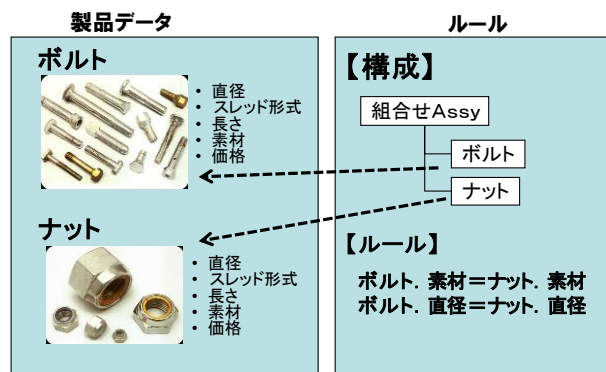 製品データ
ボルト
• 直径
• スレッド形式
• 長さ
• 素材
• 価格
ナット
• 直径
• スレッド形式
• 長さ
• 素材
• 価格
ルール
【構成】
組合せAssy
ボルト
ナット
【ルール】
ボルト．素材＝ナット．素材
ボルト．直径＝ナット．直径